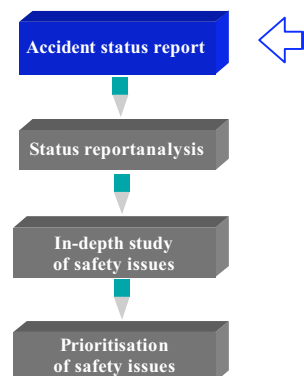 Accident status report
Status reportanalysis
In-depth study
of safety issues
Prioritisation
of safety issues